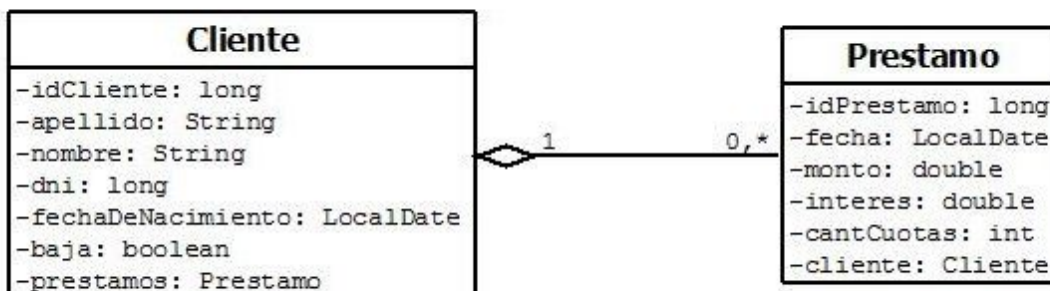 Cliente
-idCliente: long
-apellido: String
-nombre: String
-dni: long
-fechaDeNacimiento: LocalDate
-baja: boolean
-prestamos: Prestamo
1
0,*
Prestamo
-idPrestamo: long
-fecha: LocalDate
-monto: double
-interes: double
-cantCuotas: int
-cliente: Cliente